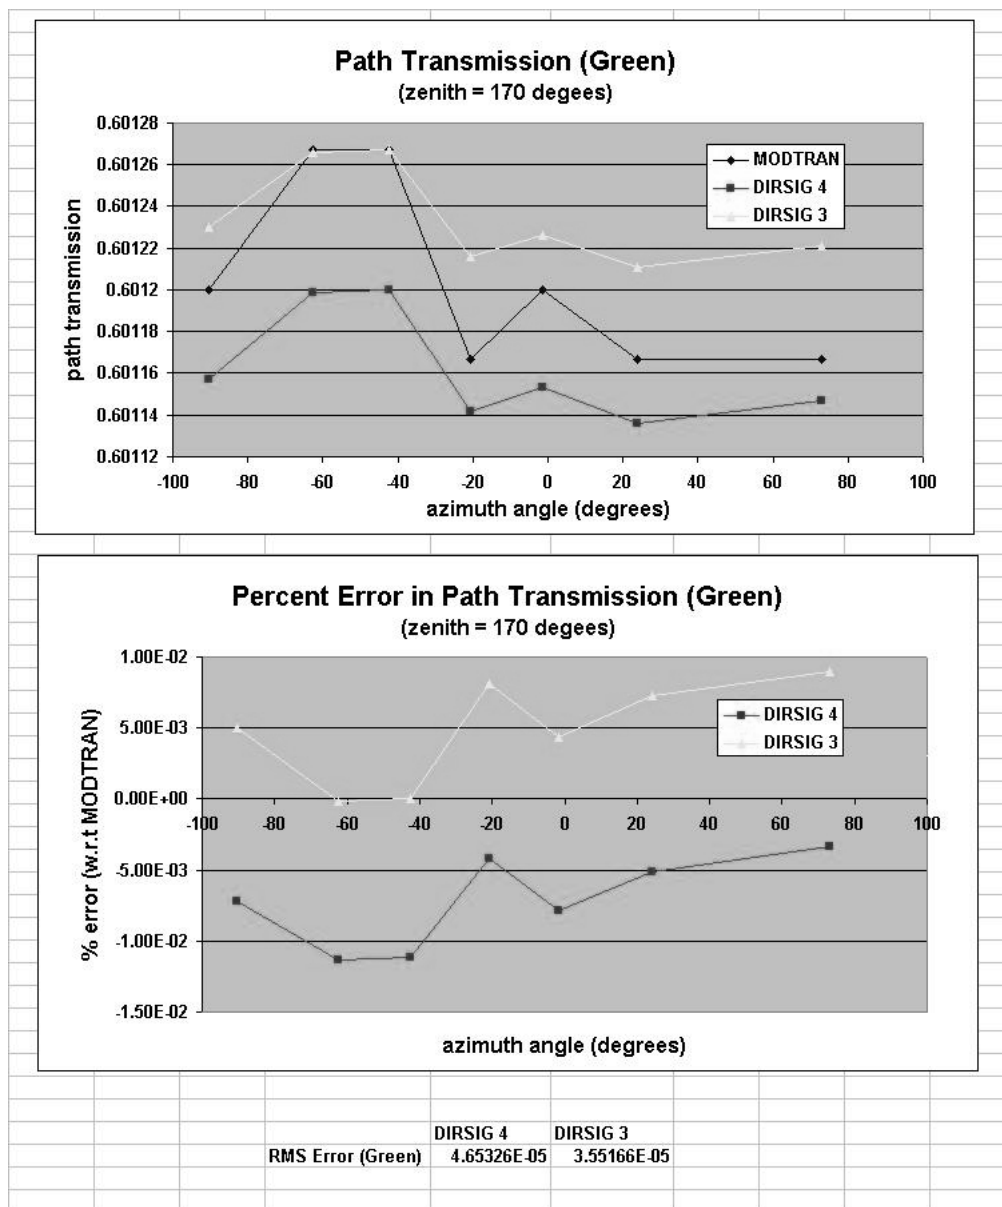 Path Transmission (Green)
(zenith = 170 degees)
0.60128
0.60126
0.60124
0.60122
0.6012
0.60118
0.60116
0.60114
0.60112
path transmission
-100 -80 -60 -40 -20 0 20 40 60 80 100
azimuth angle (degrees)
MODTRAN
DIRSIG 4
DIRSIG 3
Percent Error in Path Transmission (Green)
(zenith = 170 degees)
1.00E-02
5.00E-03
0.00E+00
-5.00E-03
-1.00E-02
-1.50E-02
% error (w.r.t MODTRAN)
-100 -80 -60 -40 -20 0 20 40 60 80 100
azimuth angle (degrees)
DIRSIG 4
DIRSIG 3
DIRSIG 4 DIRSIG 3
RMS Error (Green) 4.65326E-05 3.55166E-05